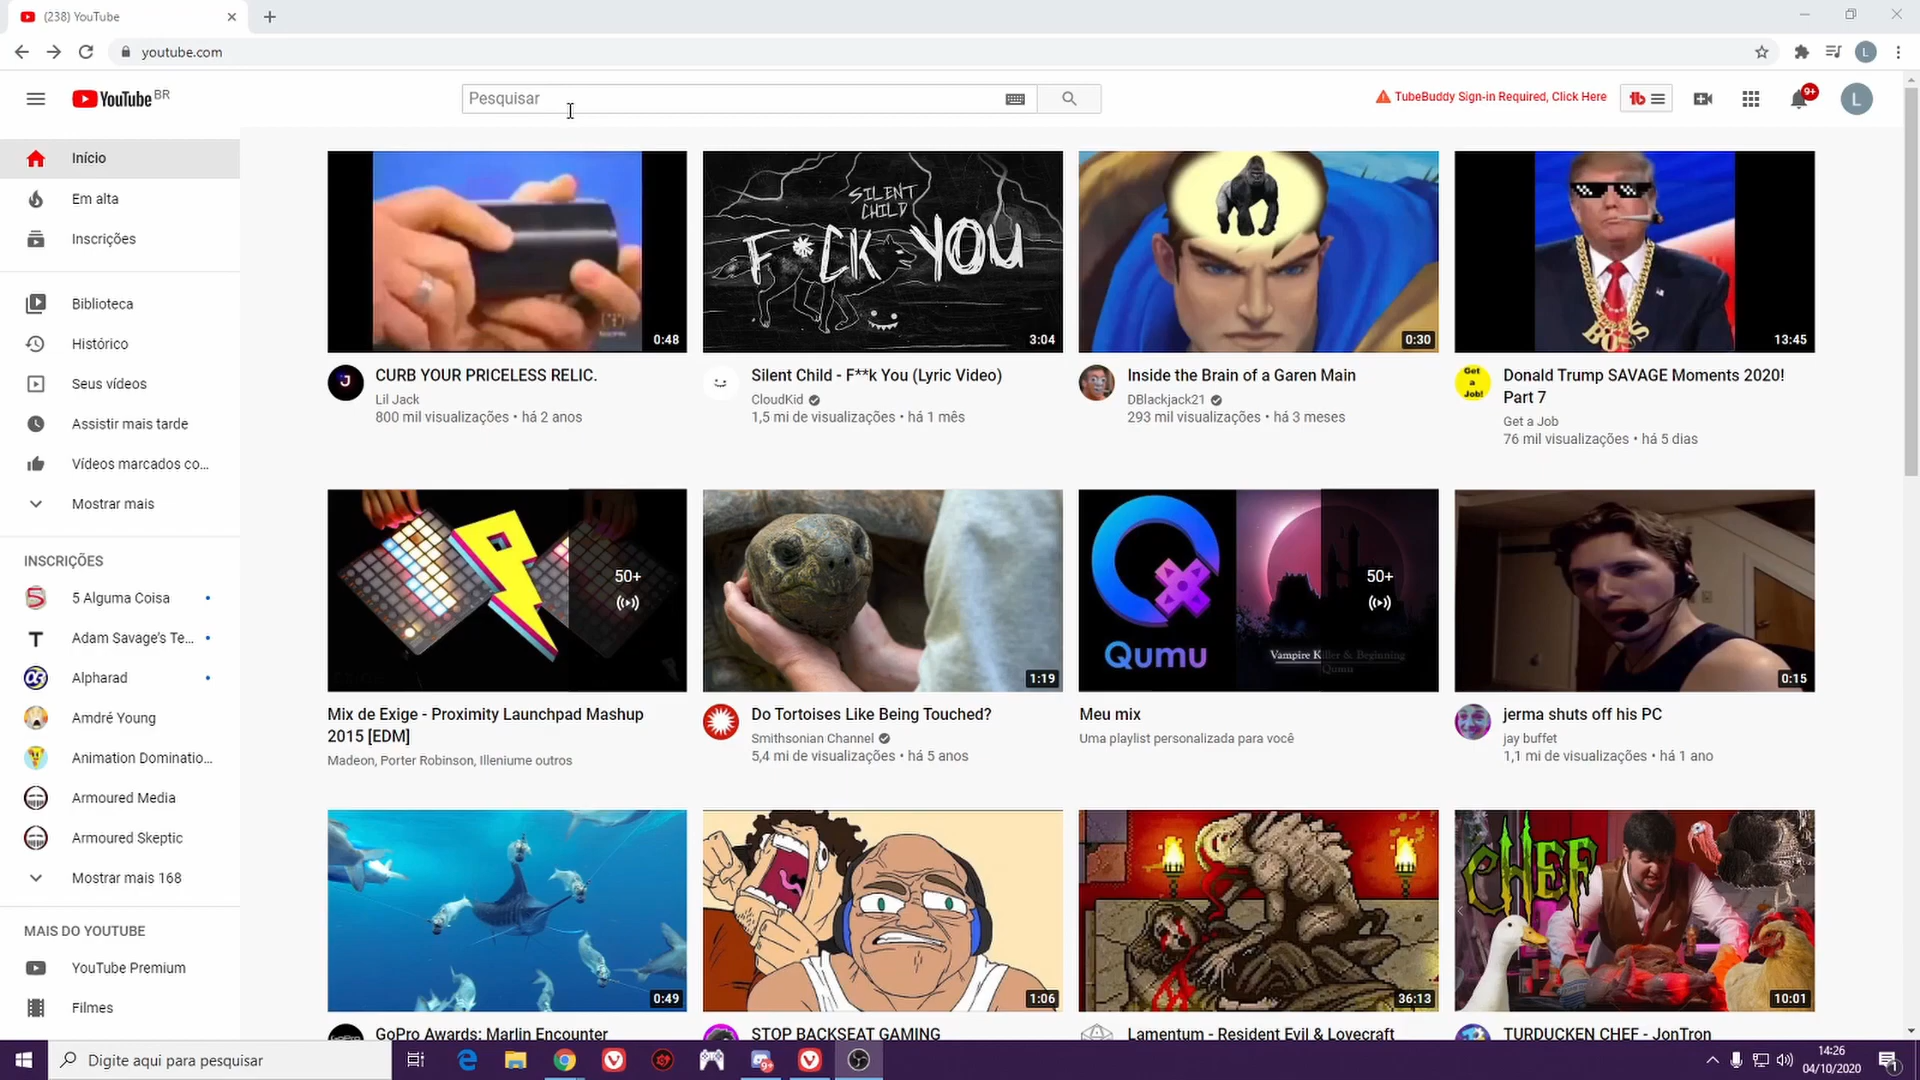 (238) YouTube
youtube.com
YouTube BR
Pesquisar
TubeBuddy Sign-in Required, Click Here
tb
9+
L
L
Início
Em alta
Inscrições
Biblioteca
Histórico
Seus vídeos
Assistir mais tarde
Vídeos marcados co...
Mostrar mais
INSCRIÇÕES
5 Alguma Coisa
Adam Savage's Te...
Alpharad
Amdré Young
Animation Dominatio...
Armoured Media
Armoured Skeptic
Mostrar mais 168
MAIS DO YOUTUBE
YouTube Premium
Filmes
0:48
CURB YOUR PRICELESS RELIC.
Lil Jack
800 mil visualizações • há 2 anos
SILENT
CHILD
F*CK YOU
3:04
Silent Child - F**k You (Lyric Video)
CloudKid
1,5 mi de visualizações • há 1 mês
0:30
Inside the Brain of a Garen Main
DBlackjack21
293 mil visualizações • há 3 meses
BOSS
13:45
Get
a
Job!
Donald Trump SAVAGE Moments 2020!
Part 7
Get a Job
76 mil visualizações • há 5 dias
50+
Mix de Exige - Proximity Launchpad Mashup
2015 [EDM]
Madeon, Porter Robinson, Illeniume outros
1:19
Do Tortoises Like Being Touched?
Smithsonian Channel
5,4 mi de visualizações • há 5 anos
Qumu
Vampire Killer & Beginning
Qumu
50+
Meu mix
Uma playlist personalizada para você
0:15
jerma shuts off his PC
jay buffet
1,1 mi de visualizações • há 1 ano
0:49
GoPro Awards: Marlin Encounter
1:06
STOP BACKSEAT GAMING
36:13
Lamentum - Resident Evil & Lovecraft
CHEF
10:01
TURDUCKEN CHEF - JonTron
Digite aqui para pesquisar
9+
14:26
04/10/2020
1